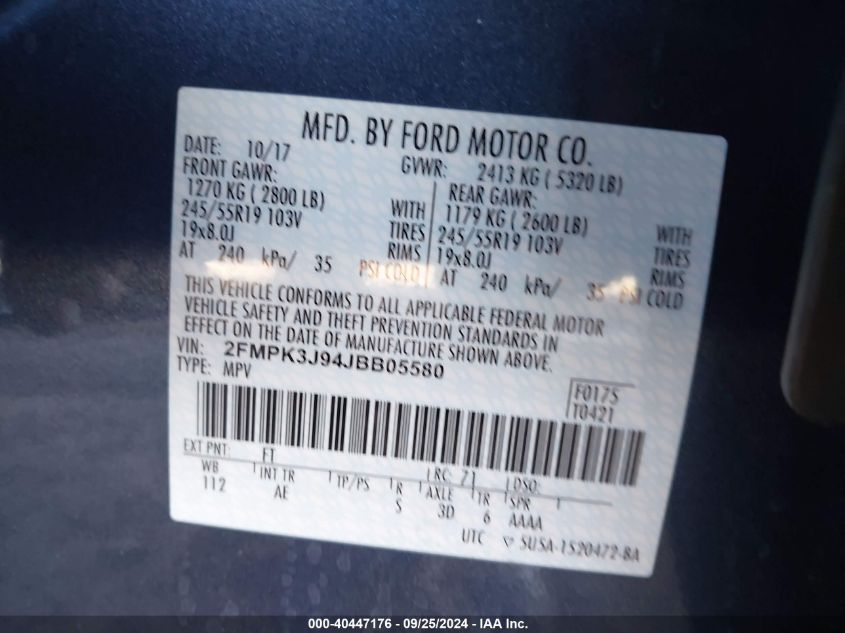 MFD. BY FORD MOTOR CO.
DATE: 10/17 GVWR: 2413 KG ( 5320 LB)
FRONT GAWR: REAR GAWR:
1270 KG ( 2800 LB) WITH 1179 KG ( 2600 LB) WITH
245/55R19 103V TIRES 245/55R19 103V TIRES
19x8.0J RIMS 19x8.0J RIMS
AT 240 kPa/ 35 PSI COLD AT 240 kPa/ 35 PSI COLD
THIS VEHICLE CONFORMS TO ALL APPLICABLE FEDERAL MOTOR
VEHICLE SAFETY AND THEFT PREVENTION STANDARDS IN
EFFECT ON THE DATE OF MANUFACTURE SHOWN ABOVE.
VIN: 2FMPK3J94JBB05580
TYPE: MPV F0175
T0421
EXT PNT: FT RC: 71 DSO:
WB INT TR TP/PS R AXLE TR SPR
112 AE S 3D 6 AAAA
UTC 5U5A-1520472-BA
000-40447176 - 09/25/2024 - IAA Inc.